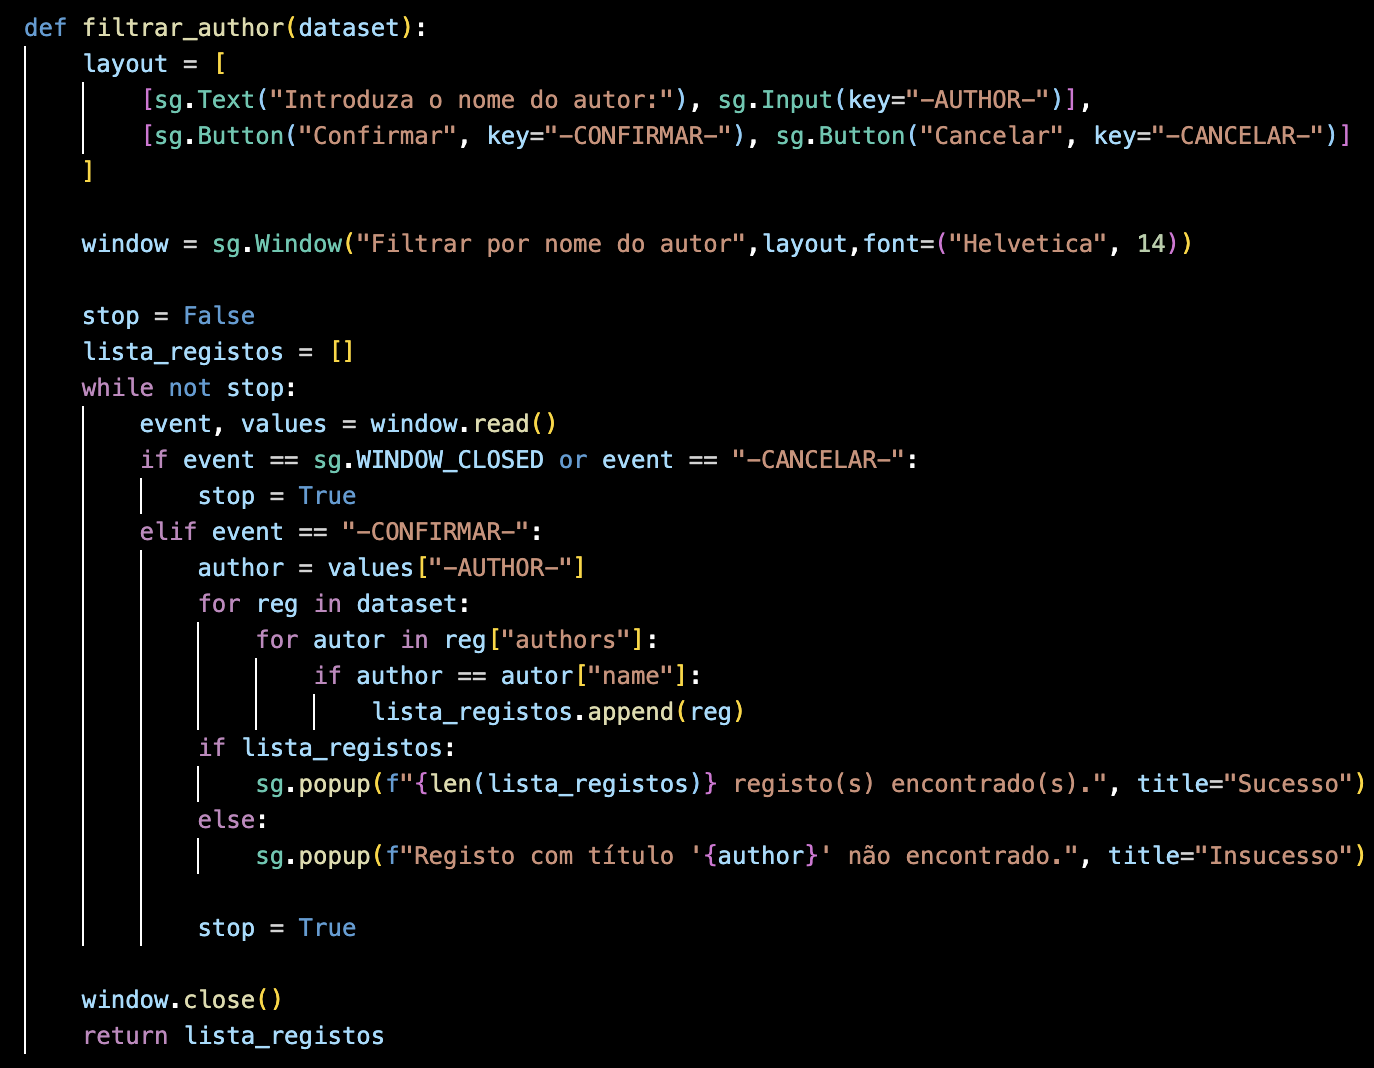 def filtrar_author(dataset):
    layout = [
        [sg.Text("Introduza o nome do autor:"), sg.Input(key="-AUTHOR-")],
        [sg.Button("Confirmar", key="-CONFIRMAR-"), sg.Button("Cancelar", key="-CANCELAR-")]
    ]

    window = sg.Window("Filtrar por nome do autor",layout,font=("Helvetica", 14))

    stop = False
    lista_registos = []
    while not stop:
        event, values = window.read()
        if event == sg.WINDOW_CLOSED or event == "-CANCELAR-":
            stop = True
        elif event == "-CONFIRMAR-":
            author = values["-AUTHOR-"]
            for reg in dataset:
                for autor in reg["authors"]:
                    if author == autor["name"]:
                        lista_registos.append(reg)
            if lista_registos:
                sg.popup(f"{len(lista_registos)} registo(s) encontrado(s).", title="Sucesso")
            else:
                sg.popup(f"Registo com título '{author}' não encontrado.", title="Insucesso")

            stop = True

    window.close()
    return lista_registos